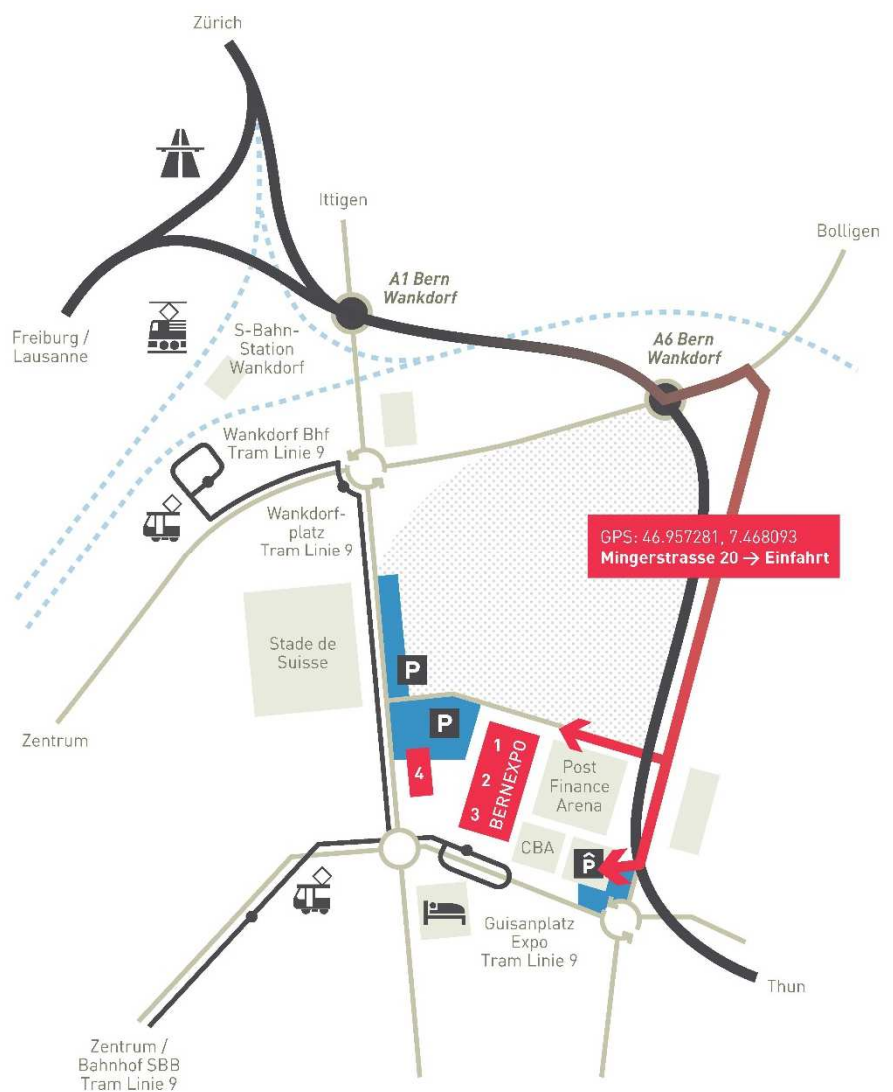 Zürich
Ittigen
Bolligen
A1 Bern
Wankdorf
Freiburg /
Lausanne
S-Bahn-
Station
Wankdorf
A6 Bern
Wankdorf
Wankdorf Bhf
Tram Linie 9
Wankdorf-
platz
Tram Linie 9
GPS: 46.957281, 7.468093
Mingerstrasse 20 → Einfahrt
Stade de
Suisse
P
P
Zentrum
4
1
2
3
BERNEXPO
Post
Finance
Arena
CBA
P
Guisanplatz
Expo
Tram Linie 9
Thun
Zentrum /
Bahnhof SBB
Tram Linie 9